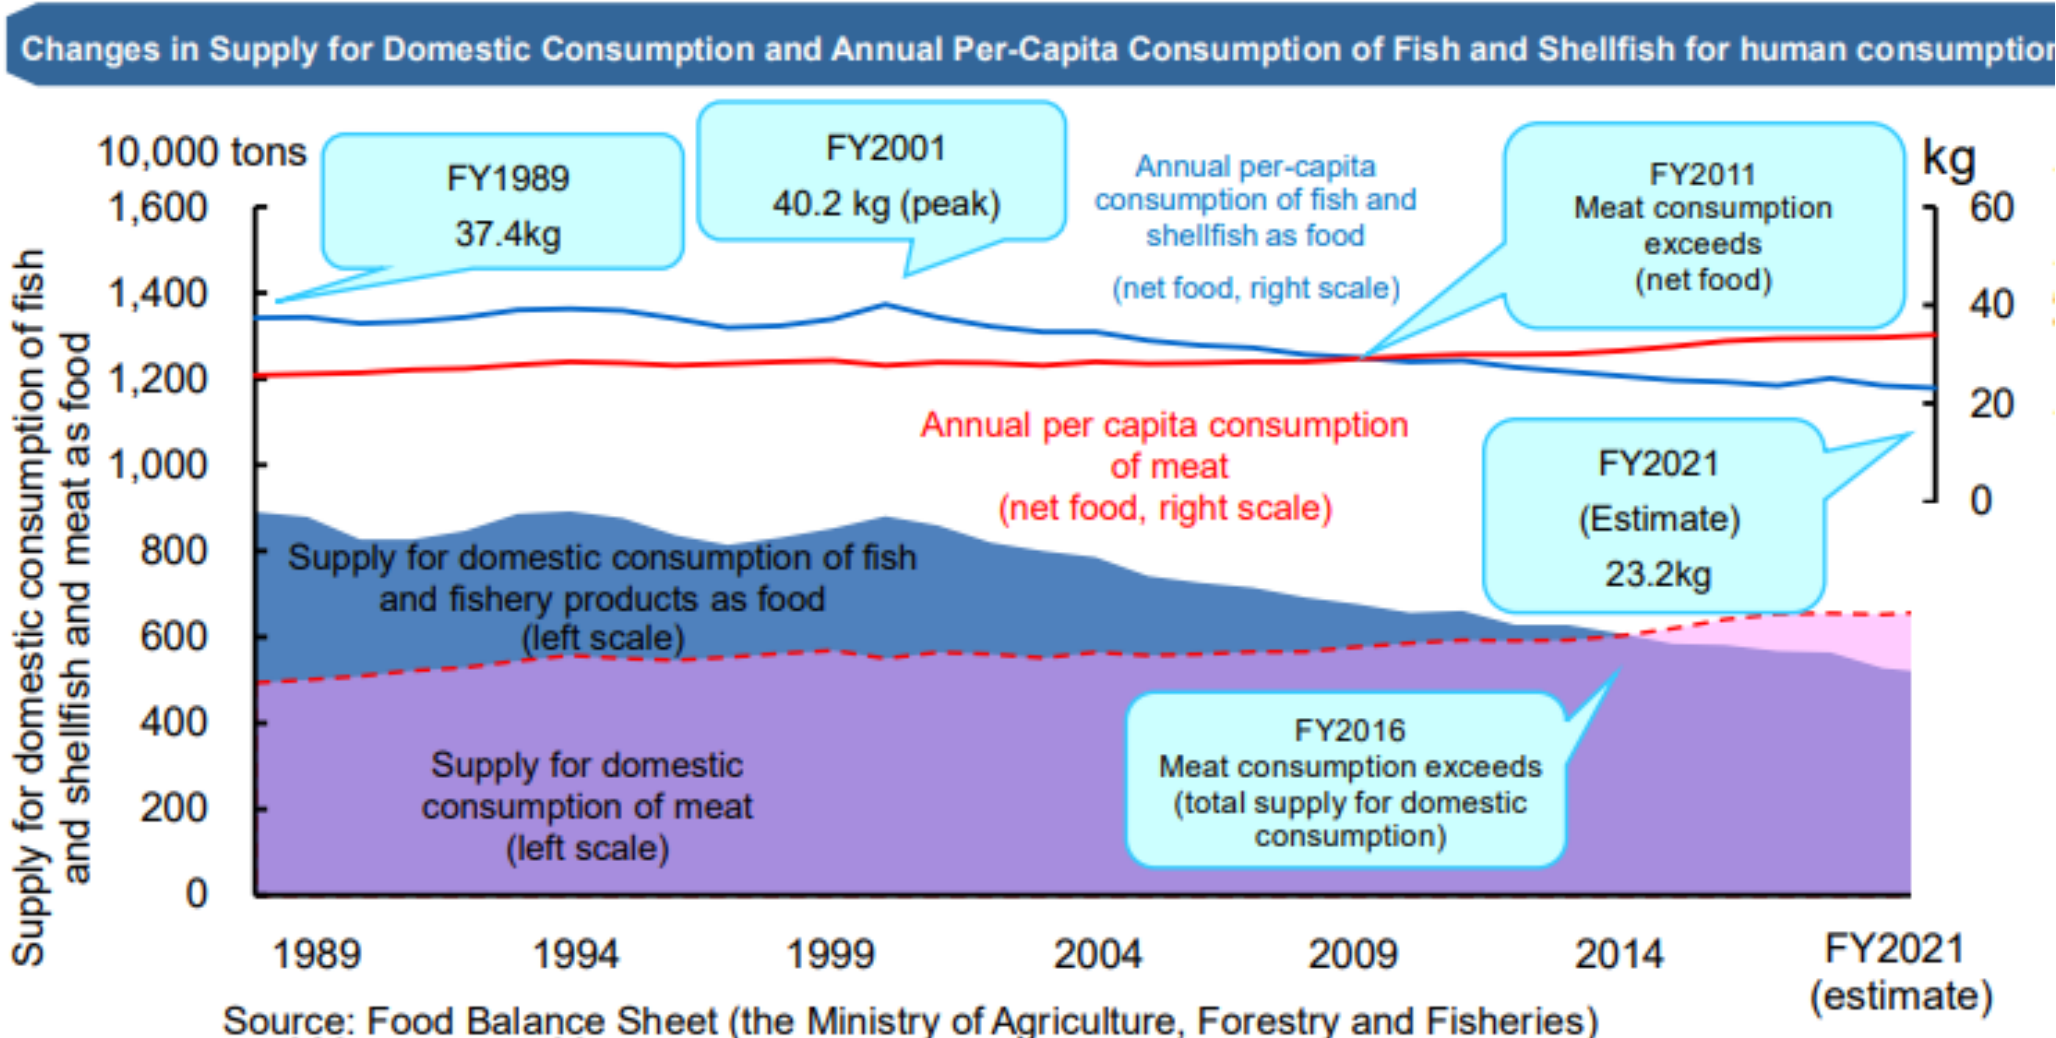 Changes in Supply for Domestic Consumption and Annual Per-Capita Consumption of Fish and Shellfish for human consumption
10,000 tons
1,600
1,400
1,200
1,000
800
600
400
200
0
Supply for domestic consumption of fish
and shellfish and meat as food
FY1989
37.4kg
FY2001
40.2 kg (peak)
Annual per-capita
consumption of fish and
shellfish as food
(net food, right scale)
FY2011
Meat consumption
exceeds
(net food)
kg
60
40
20
0
Annual per capita consumption
of meat
(net food, right scale)
FY2021
(Estimate)
23.2kg
Supply for domestic consumption of fish
and fishery products as food
(left scale)
Supply for domestic
consumption of meat
(left scale)
FY2016
Meat consumption exceeds
(total supply for domestic
consumption)
1989
1994
1999
2004
2009
2014
FY2021
(estimate)
Source: Food Balance Sheet (the Ministry of Agriculture, Forestry and Fisheries)